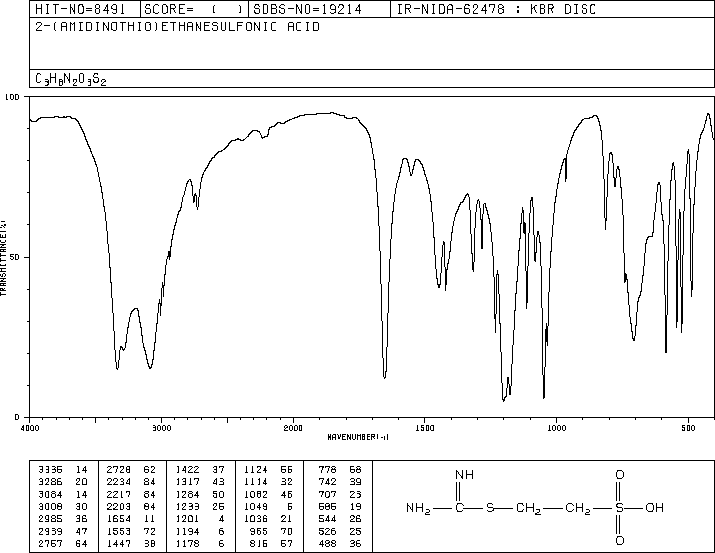 HIT-NO=8491 SCORE= ( ) SDBS-NO=19214 IR-NIDA-62478 : KBR DISC
2-(AMIDINOTHIO)ETHANESULFONIC ACID
C3H8N2O3S2
100
50
0
TRANSMITTANCE(%)
4000 3000 2000 1500 1000 500
WAVENUMBER(-1)
3336 14 2728 62 1422 37 1124 55 778 68
3286 20 2234 84 1317 43 1114 32 742 39
3084 14 2217 84 1284 50 1082 46 707 23
3008 30 2203 84 1233 25 1049 5 585 19
2985 36 1654 11 1201 4 1036 21 544 26
2939 47 1553 72 1194 6 965 70 526 25
2757 64 1447 38 1178 6 816 57 488 36
NH
O
NH2 C S CH2 CH2 S OH
O